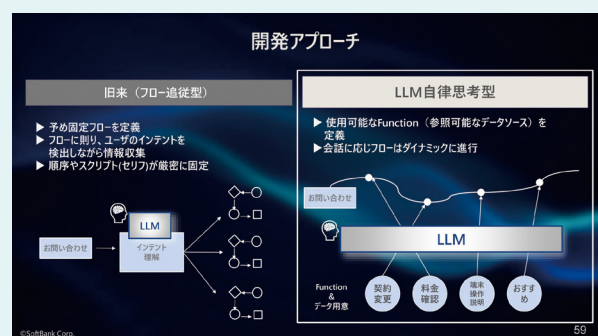 開発アプローチ
旧来（フロー追従型）
▶ 予め固定フローを定義
▶ フローに則り、ユーザのインテントを
検出しながら情報収集
▶ 順序やスクリプト(セリフ)が厳密に固定
お問い合わせ
LLM
インテント
理解
LLM自律思考型
▶ 使用可能なFunction（参照可能なデータソース）を
定義
▶ 会話に応じフローはダイナミックに進行
お問い合わせ
LLM
Function
&
データ用意
契約
変更
料金
確認
端末
操作
説明
おすす
め
©SoftBank Corp.
59